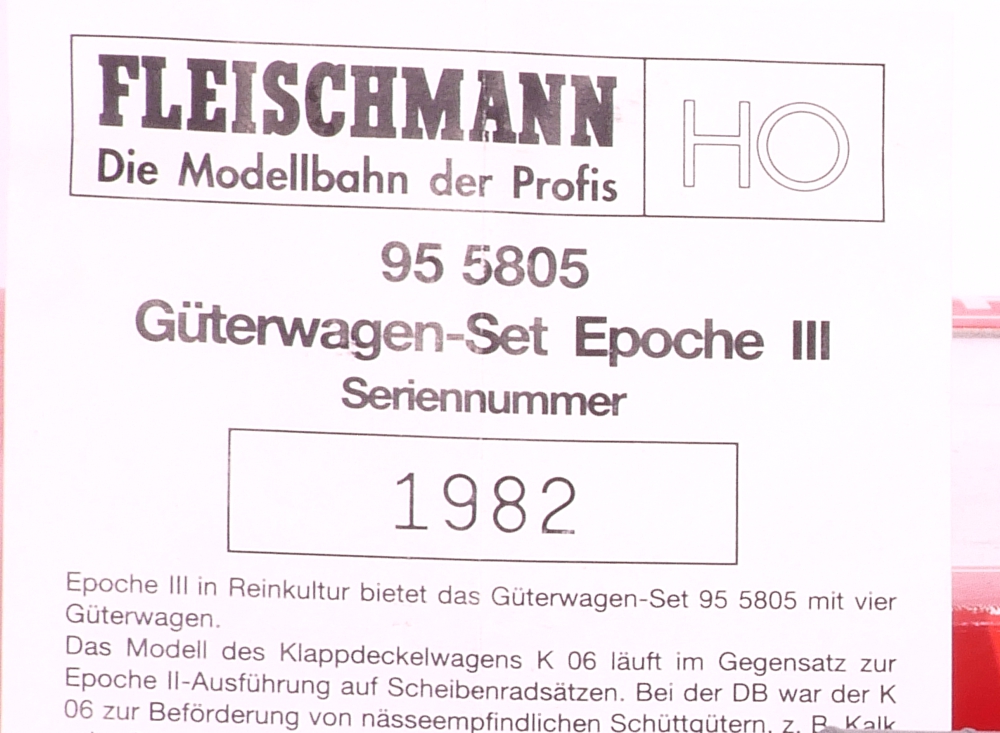 FLEISCHMANN
Die Modellbahn der Profis
HO
95 5805
Güterwagen-Set Epoche III
Seriennummer
1982
Epoche III in Reinkultur bietet das Güterwagen-Set 95 5805 mit vier
Güterwagen.
Das Modell des Klappdeckelwagens K 06 läuft im Gegensatz zur
Epoche II-Ausführung auf Scheibenradsätzen. Bei der DB war der K
06 zur Beförderung von nässeempfindlichen Schüttgütern, z. B. Kalk